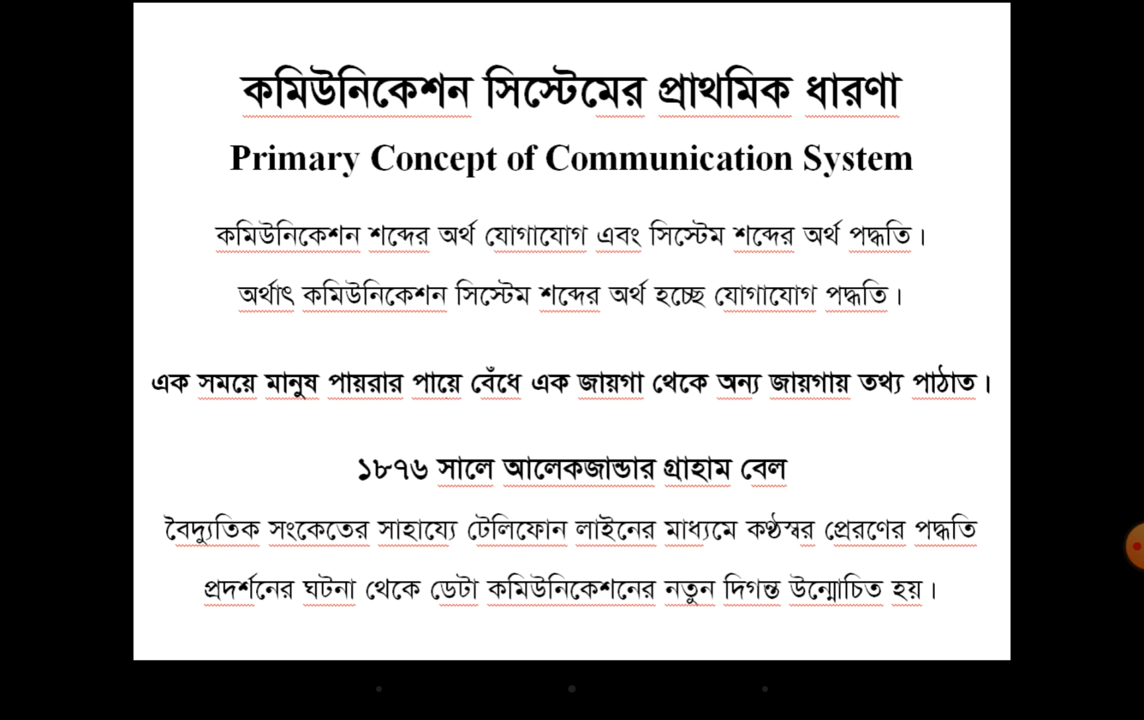 কমিউনিকেশন সিস্টেমের প্রাথমিক ধারণা
Primary Concept of Communication System
কমিউনিকেশন শব্দের অর্থ যোগাযোগ এবং সিস্টেম শব্দের অর্থ পদ্ধতি।
অর্থাৎ কমিউনিকেশন সিস্টেম শব্দের অর্থ হচ্ছে যোগাযোগ পদ্ধতি।
এক সময়ে মানুষ পায়রার পায়ে বেঁধে এক জায়গা থেকে অন্য জায়গায় তথ্য পাঠাত।
১৮৭৬ সালে আলেকজান্ডার গ্রাহাম বেল
বৈদ্যুতিক সংকেতের সাহায্যে টেলিফোন লাইনের মাধ্যমে কণ্ঠস্বর প্রেরণের পদ্ধতি
প্রদর্শনের ঘটনা থেকে ডেটা কমিউনিকেশনের নতুন দিগন্ত উন্মোচিত হয়।